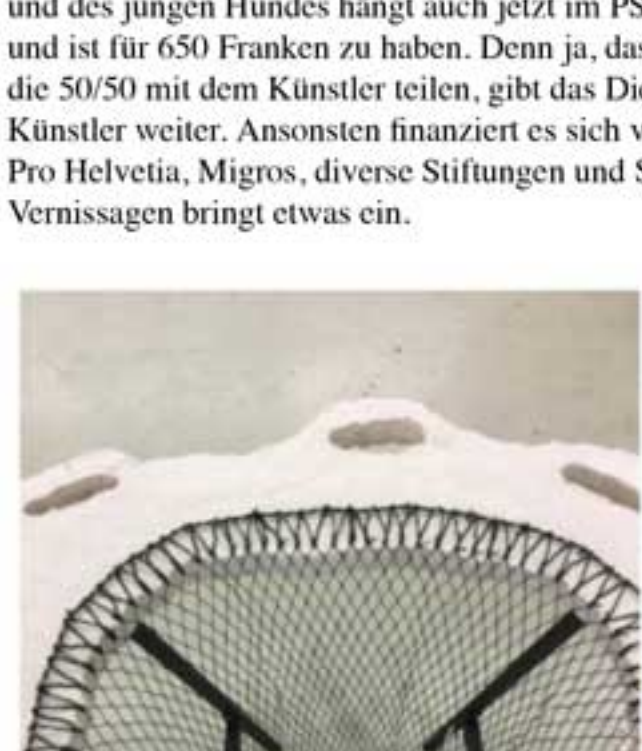 und des jungen Hundes hängt auch jetzt im PS
und ist für 650 Franken zu haben. Denn ja, das
die 50/50 mit dem Künstler teilen, gibt das Die
Künstler weiter. Ansonsten finanziert es sich v
Pro Helvetia, Migros, diverse Stiftungen und S
Vernissagen bringt etwas ein.